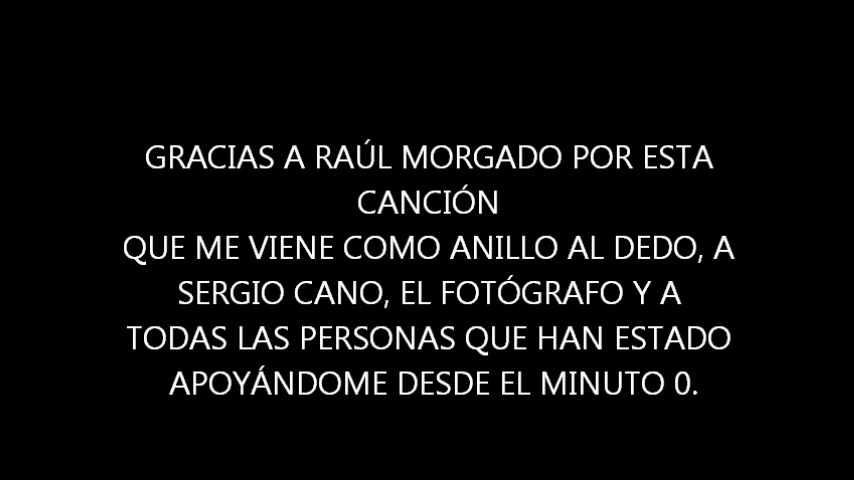 GRACIAS A RAÚL MORGADO POR ESTA
CANCIÓN
QUE ME VIENE COMO ANILLO AL DEDO, A
SERGIO CANO, EL FOTÓGRAFO Y A
TODAS LAS PERSONAS QUE HAN ESTADO
APOYÁNDOME DESDE EL MINUTO 0.